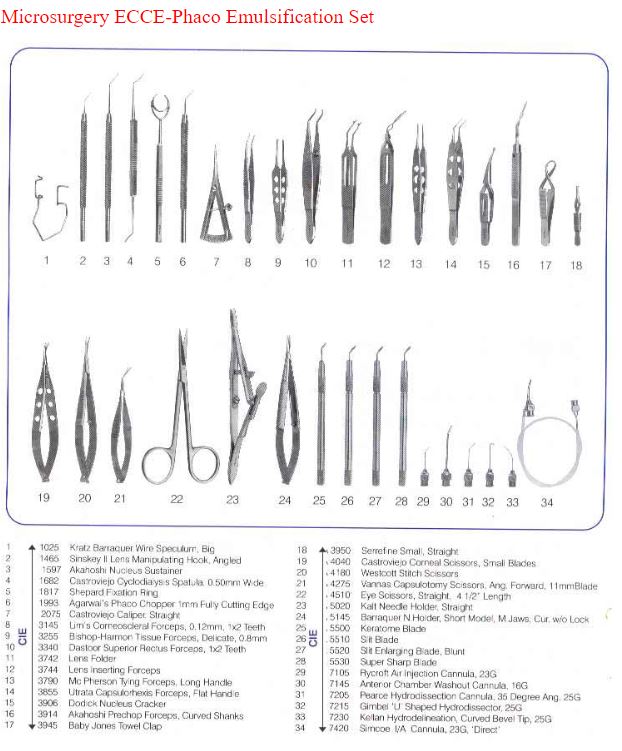 Microsurgery ECCE-Phaco Emulsification Set
1 2 3 4 5 6 7 8 9 10 11 12 13 14 15 16 17 18
19 20 21 22 23 24 25 26 27 28 29 30 31 32 33 34
1 1025 Kratz Barraquer Wire Speculum, Big
2 1465 Sinskey II Lens Manipulating Hook, Angled
3 1597 Akahoshi Nucleus Sustainer
4 1682 Castroviejo Cyclodialysis Spatula 0.50mm Wide
5 1817 Shepard Fixation Ring
6 1993 Agarwal's Phaco Chopper 1mm Fully Cutting Edge
7 2075 Castroviejo Caliper, Straight
8 3145 Lim's Corneoscleral Forceps, 0.12mm, 1x2 Teeth
9 3255 Bishop-Harmon Tissue Forceps, Delicate, 0.8mm
10 3340 Dastoor Superior Rectus Forceps, 1x2 Teeth
11 3742 Lens Folder
12 3744 Lens Inserting Forceps
13 3790 Mc Pherson Tying Forceps, Long Handle
14 3855 Utrata Capsulorhexis Forceps, Flat Handle
15 3906 Dodick Nucleus Cracker
16 3914 Akahoshi Prechop Forceps, Curved Shanks
17 3945 Baby Jones Towel Clap
CIE
18 3950 Serrefine Small, Straight
19 4040 Castroviejo Corneal Scissors, Small Blades
20 4180 Westcott Stitch Scissors
21 4275 Vannas Capsulotomy Scissors, Ang. Forward, 11mmBlade
22 4510 Eye Scissors, Straight, 4 1/2" Length
23 5020 Kalt Needle Holder, Straight
24 5145 Barraquer N.Holder, Short Model, M.Jaws, Cur. w/o Lock
25 5500 Keratome Blade
26 5510 Slit Blade
27 5520 Slit Enlarging Blade, Blunt
28 5530 Super Sharp Blade
29 7105 Rycroft Air Injection Cannula, 23G
30 7145 Anterior Chamber Washout Cannula, 16G
31 7205 Pearce Hydrodissection Cannula, 35 Degree Ang. 25G
32 7215 Gimbel 'U' Shaped Hydrodissector, 25G
33 7230 Kellan Hydrodelineation, Curved Bevel Tip, 25G
34 7420 Simcoe I/A Cannula, 23G, 'Direct'
CIE